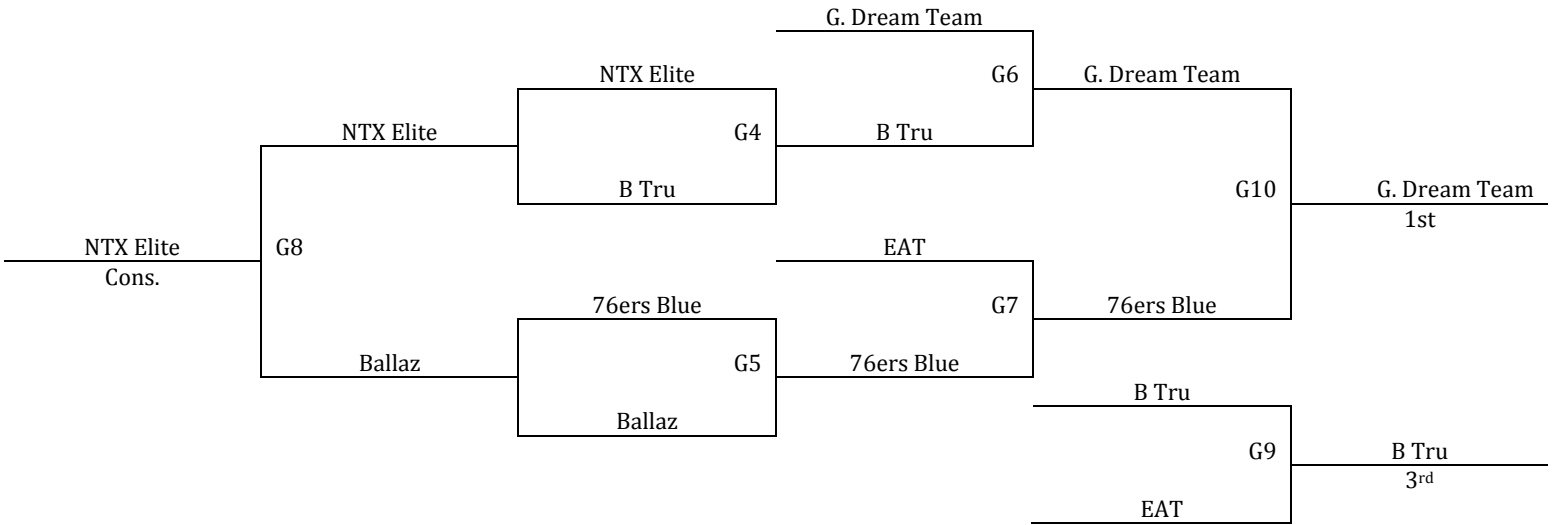 G. Dream Team
NTX Elite
G6
G. Dream Team
NTX Elite
G4
B Tru
B Tru
G10
G. Dream Team
1st
NTX Elite
G8
EAT
Cons.
76ers Blue
G7
76ers Blue
Ballaz
G5
76ers Blue
B Tru
Ballaz
G9
B Tru
3rd
EAT